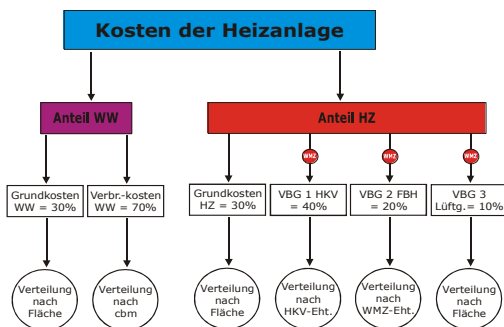 Kosten der Heizanlage
Anteil WW
Anteil HZ
WMZ
WMZ
WMZ
Grundkosten
WW = 30%
Verbr.-kosten
WW = 70%
Grundkosten
HZ = 30%
VBG 1 HKV
= 40%
VBG 2 FBH
= 20%
VBG 3
Lüftg.= 10%
Verteilung
nach
Fläche
Verteilung
nach
cbm
Verteilung
nach
Fläche
Verteilung
nach
HKV-Eht.
Verteilung
nach
WMZ-Eht.
Verteilung
nach
Fläche